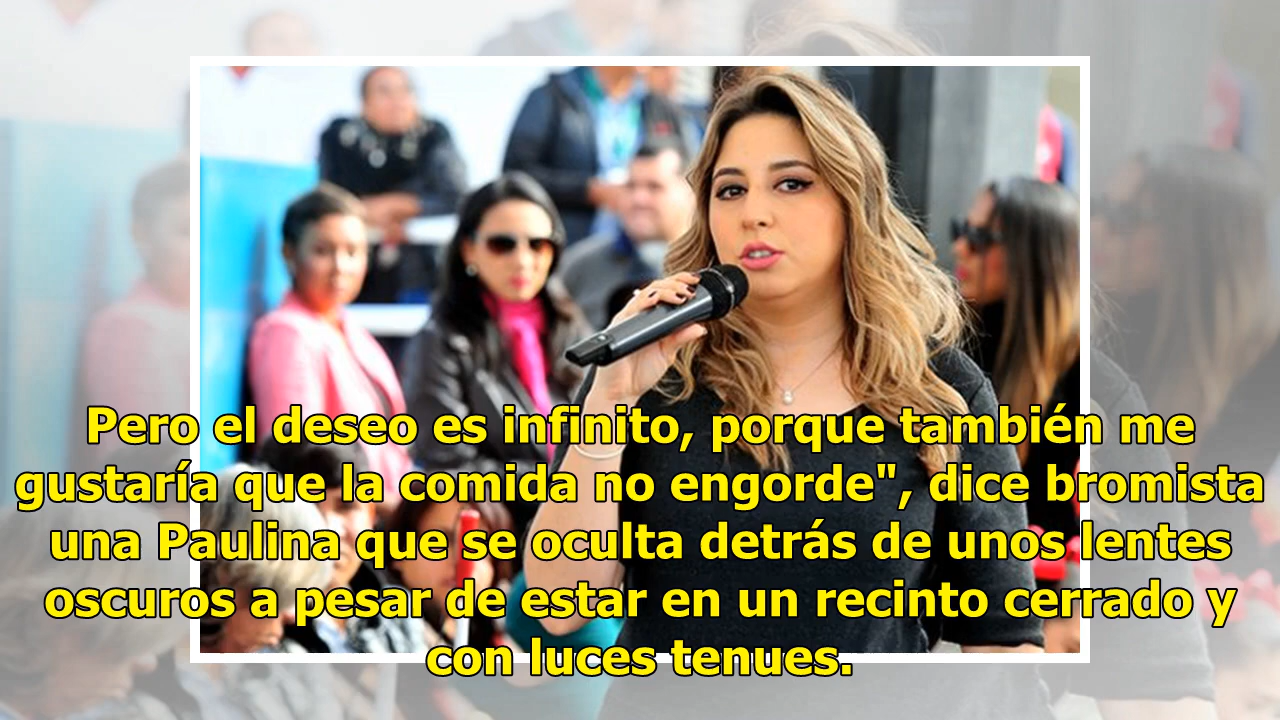 Pero el deseo es infinito, porque también me
gustaría que la comida no engorde", dice bromista
una Paulina que se oculta detrás de unos lentes
oscuros a pesar de estar en un recinto cerrado y
con luces tenues.